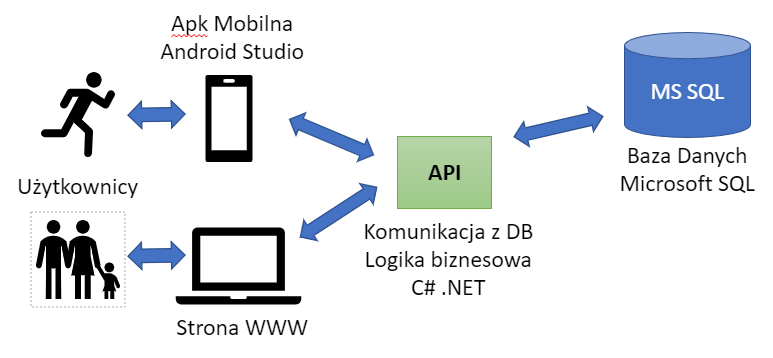 Apk Mobilna
Android Studio
MS SQL
Baza Danych
Microsoft SQL
API
Użytkownicy
Komunikacja z DB
Logika biznesowa
C# .NET
Strona WWW